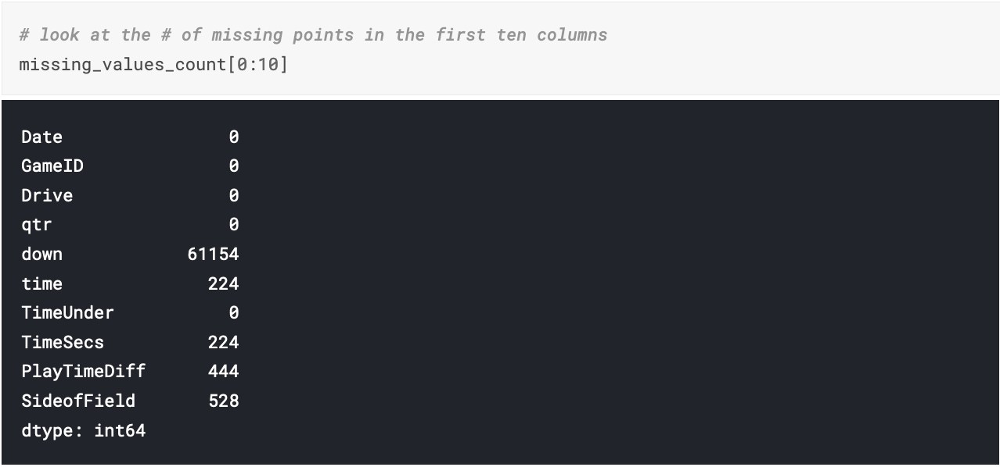 # look at the # of missing points in the first ten columns
missing_values_count[0:10]
Date 0
GameID 0
Drive 0
qtr 0
down 61154
time 224
TimeUnder 0
TimeSecs 224
PlayTimeDiff 444
SideofField 528
dtype: int64